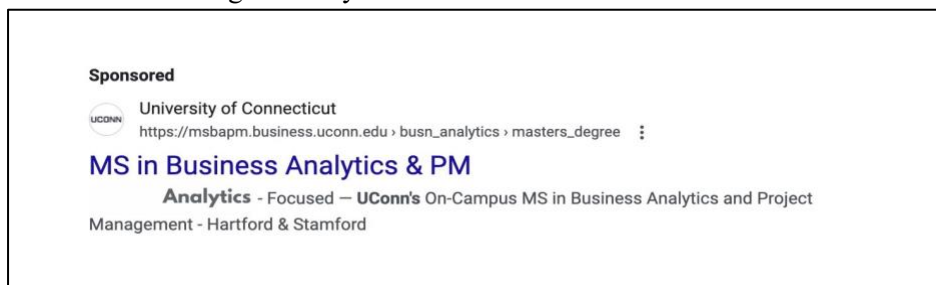 Sponsored
UCONN
University of Connecticut
https://msbapm.business.uconn.edu › busn_analytics › masters_degree
MS in Business Analytics & PM
Analytics - Focused — UConn's On-Campus MS in Business Analytics and Project
Management - Hartford & Stamford